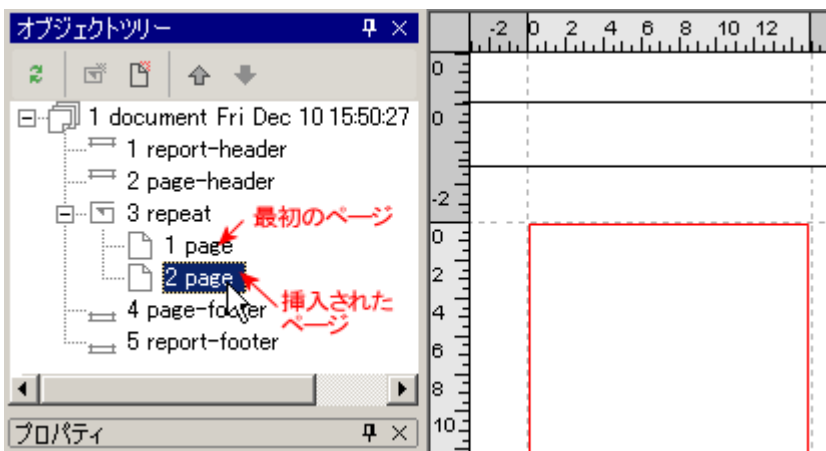 オブジェクトツリー
1 document Fri Dec 10 15:50:27
1 report-header
2 page-header
3 repeat
最初のページ
1 page
2 page
挿入された
ページ
4 page-footer
5 report-footer
プロパティ
-2 0 2 4 6 8 10 12
0
0
-2
0
2
4
6
8
10